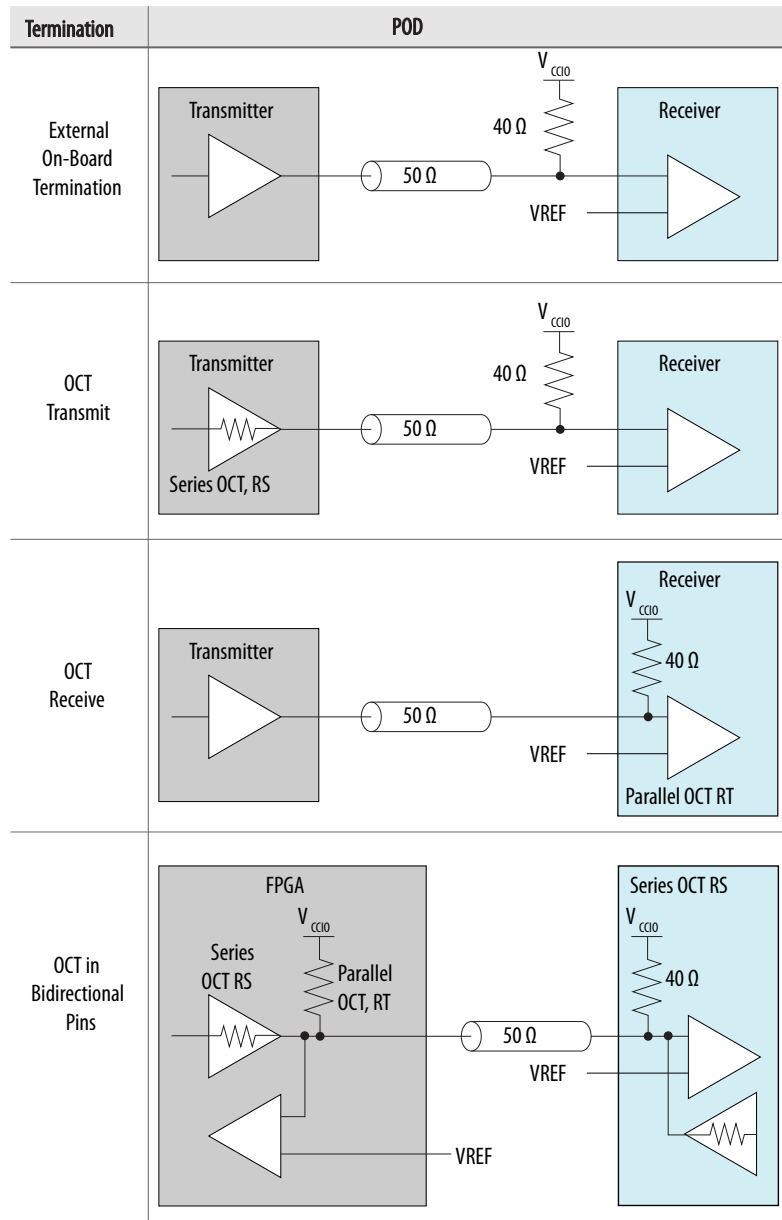 Termination POD
External
On-Board
Termination
Transmitter
50 Ω
V CCIO
40 Ω
VREF
Receiver
OCT
Transmit
Transmitter
Series OCT, RS
50 Ω
V CCIO
40 Ω
VREF
Receiver
OCT
Receive
Transmitter
50 Ω
VREF
Receiver
V CCIO
40 Ω
Parallel OCT RT
OCT in
Bidirectional
Pins
FPGA
V CCIO
Series
OCT RS
Parallel
OCT, RT
VREF
50 Ω
VREF
Series OCT RS
V CCIO
40 Ω